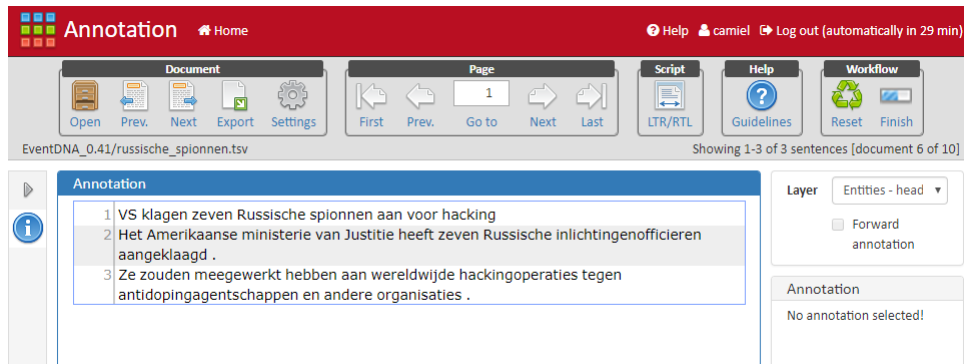 Annotation Home Help camiel Log out (automatically in 29 min)
Document Page Script Help Workflow
1
Open Prev. Next Export Settings First Prev. Go to Next Last LTR/RTL Guidelines Reset Finish
EventDNA_0.41/russische_spionnen.tsv Showing 1-3 of 3 sentences [document 6 of 10]
Annotation
1 VS klagen zeven Russische spionnen aan voor hacking
2 Het Amerikaanse ministerie van Justitie heeft zeven Russische inlichtingenofficieren
aangeklaagd .
3 Ze zouden meegewerkt hebben aan wereldwijde hackingoperaties tegen
antidopingagentschappen en andere organisaties .
Layer Entities - head
Forward
annotation
Annotation
No annotation selected!